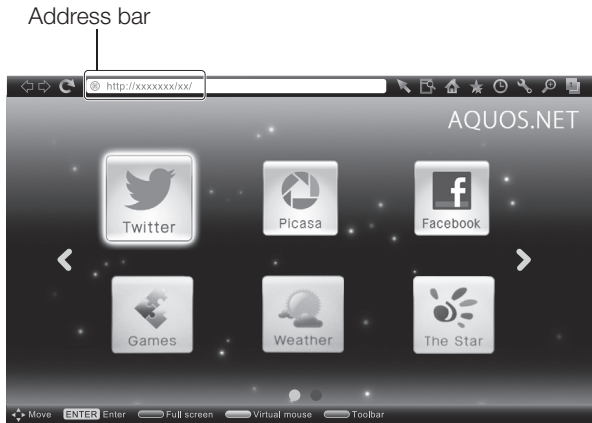 Address bar
http://xxxxxxx/xx/
AQUOS.NET
Twitter
Picasa
Facebook
Games
Weather
The Star
Move ENTER Enter Full screen Virtual mouse Toolbar